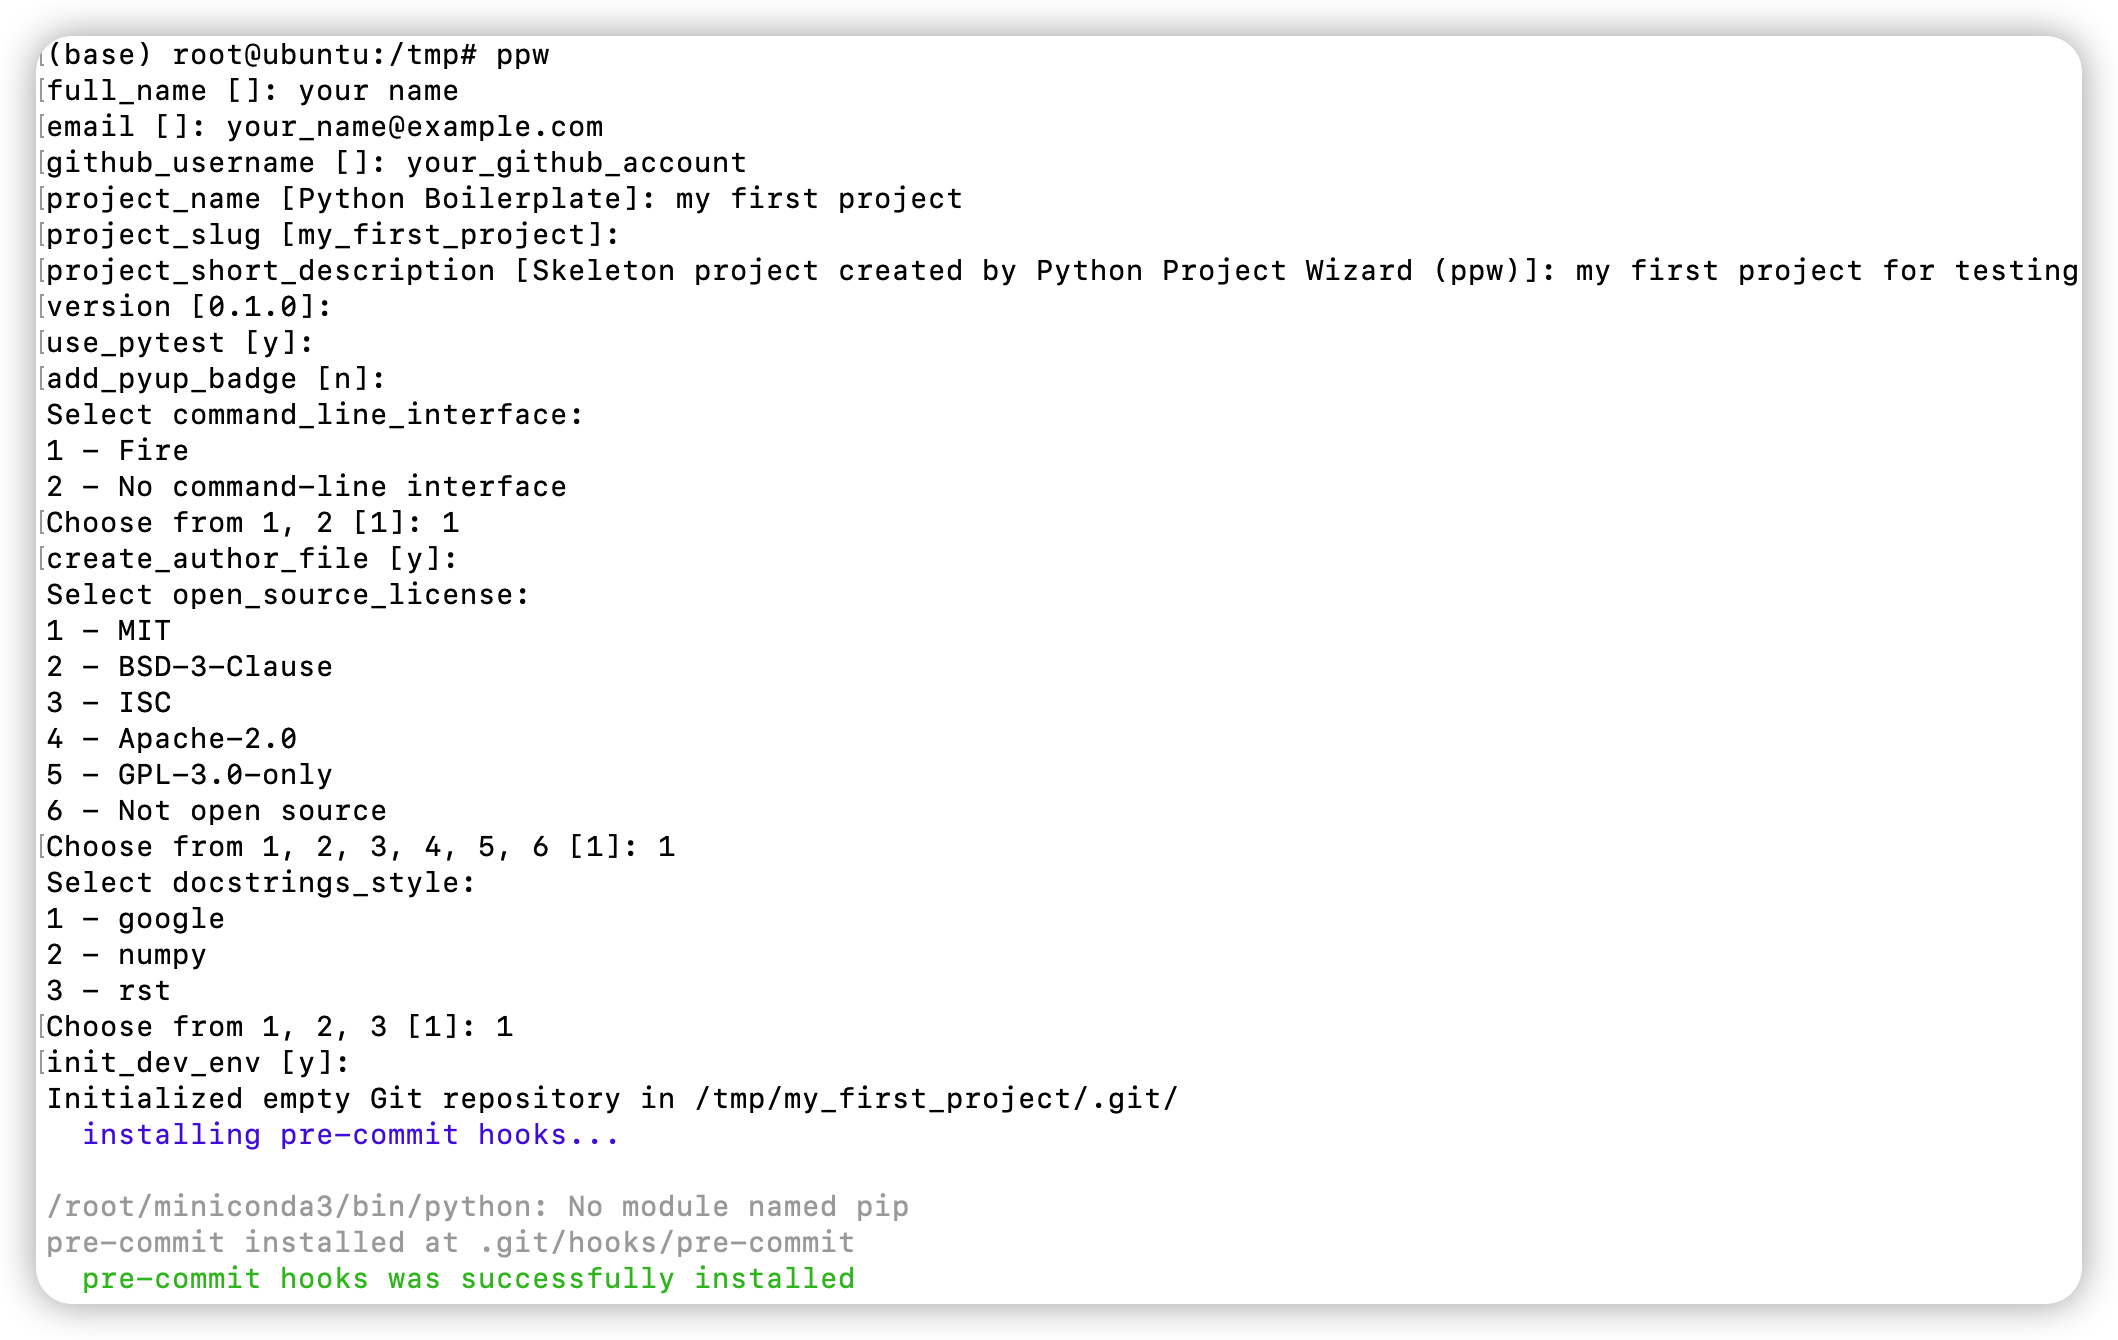 (base) root@ubuntu:/tmp# ppw
full_name []: your name
email []: your_name@example.com
github_username []: your_github_account
project_name [Python Boilerplate]: my first project
project_slug [my_first_project]:
project_short_description [Skeleton project created by Python Project Wizard (ppw)]: my first project for testing
version [0.1.0]:
use_pytest [y]:
add_pyup_badge [n]:
Select command_line_interface:
1 - Fire
2 - No command-line interface
Choose from 1, 2 [1]: 1
create_author_file [y]:
Select open_source_license:
1 - MIT
2 - BSD-3-Clause
3 - ISC
4 - Apache-2.0
5 - GPL-3.0-only
6 - Not open source
Choose from 1, 2, 3, 4, 5, 6 [1]: 1
Select docstrings_style:
1 - google
2 - numpy
3 - rst
Choose from 1, 2, 3 [1]: 1
init_dev_env [y]:
Initialized empty Git repository in /tmp/my_first_project/.git/
installing pre-commit hooks...
/root/miniconda3/bin/python: No module named pip
pre-commit installed at .git/hooks/pre-commit
pre-commit hooks was successfully installed